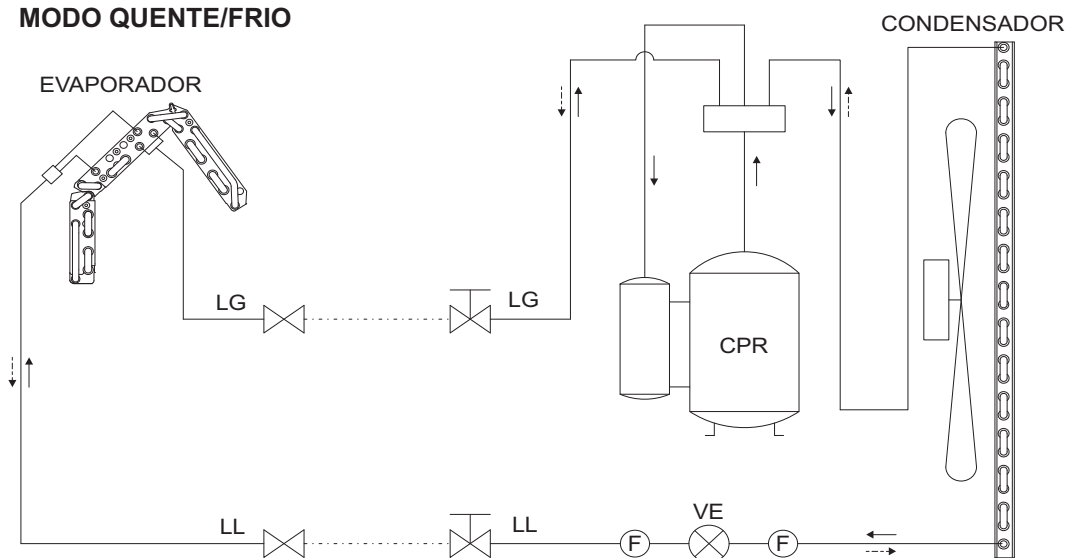 MODO QUENTE/FRIO
CONDENSADOR
EVAPORADOR
LG
LG
CPR
LL
LL
VE
F
F